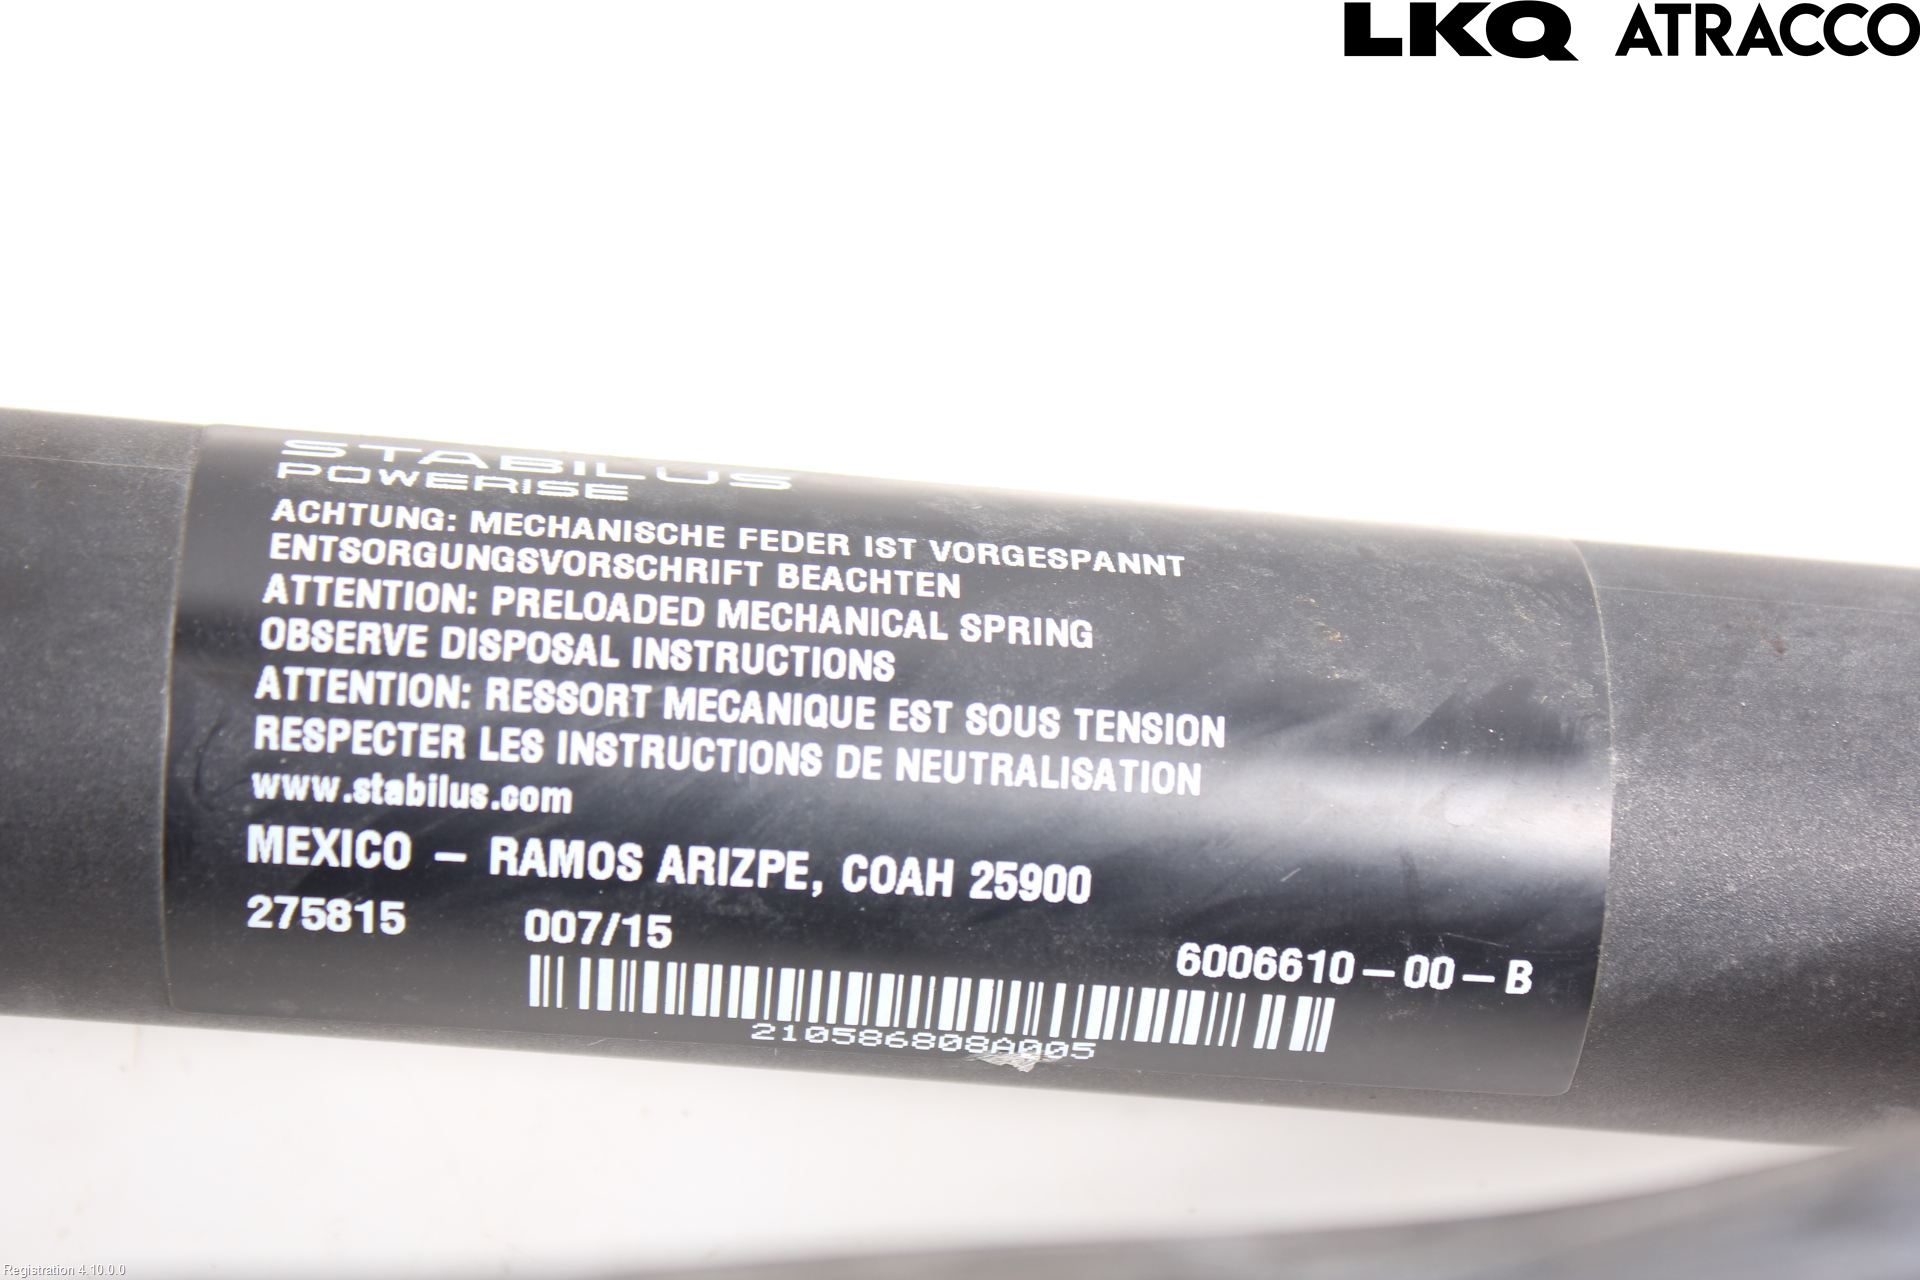 LKQ ATRACCO
STABILUS
POWERISE
ACHTUNG: MECHANISCHE FEDER IST VORGESPANNT
ENTSORGUNGSVORSCHRIFT BEACHTEN
ATTENTION: PRELOADED MECHANICAL SPRING
OBSERVE DISPOSAL INSTRUCTIONS
ATTENTION: RESSORT MECANIQUE EST SOUS TENSION
RESPECTER LES INSTRUCTIONS DE NEUTRALISATION
www.stabilus.com
MEXICO - RAMOS ARIZPE, COAH 25900
275815 007/15 6006610-00-B
210586808A005
Registration 4.10.0.0